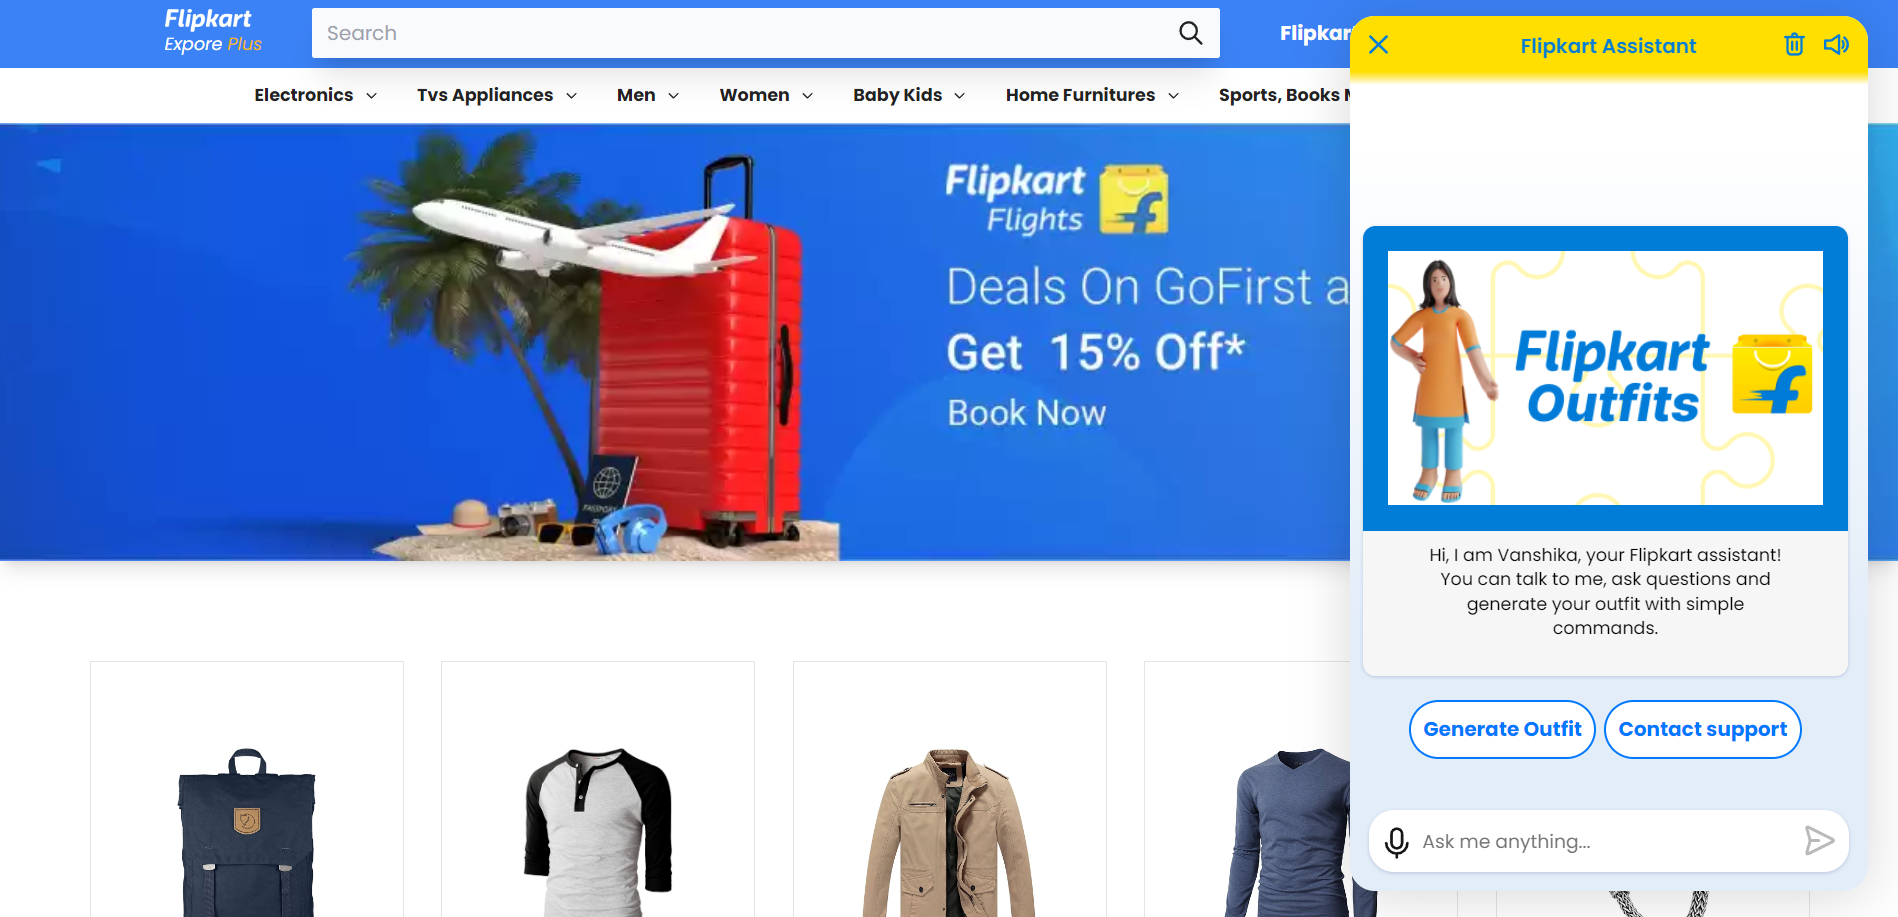 Flipkart
Expore Plus
Search
Flipkar
Electronics
Tvs Appliances
Men
Women
Baby Kids
Home Furnitures
Sports, Books
Flipkart
Flights
Deals On GoFirst a
Get 15% Off*
Book Now
PASSPORT
Flipkart Assistant
Flipkart
Outfits
Hi, I am Vanshika, your Flipkart assistant!
You can talk to me, ask questions and
generate your outfit with simple
commands.
Generate Outfit
Contact support
Ask me anything...